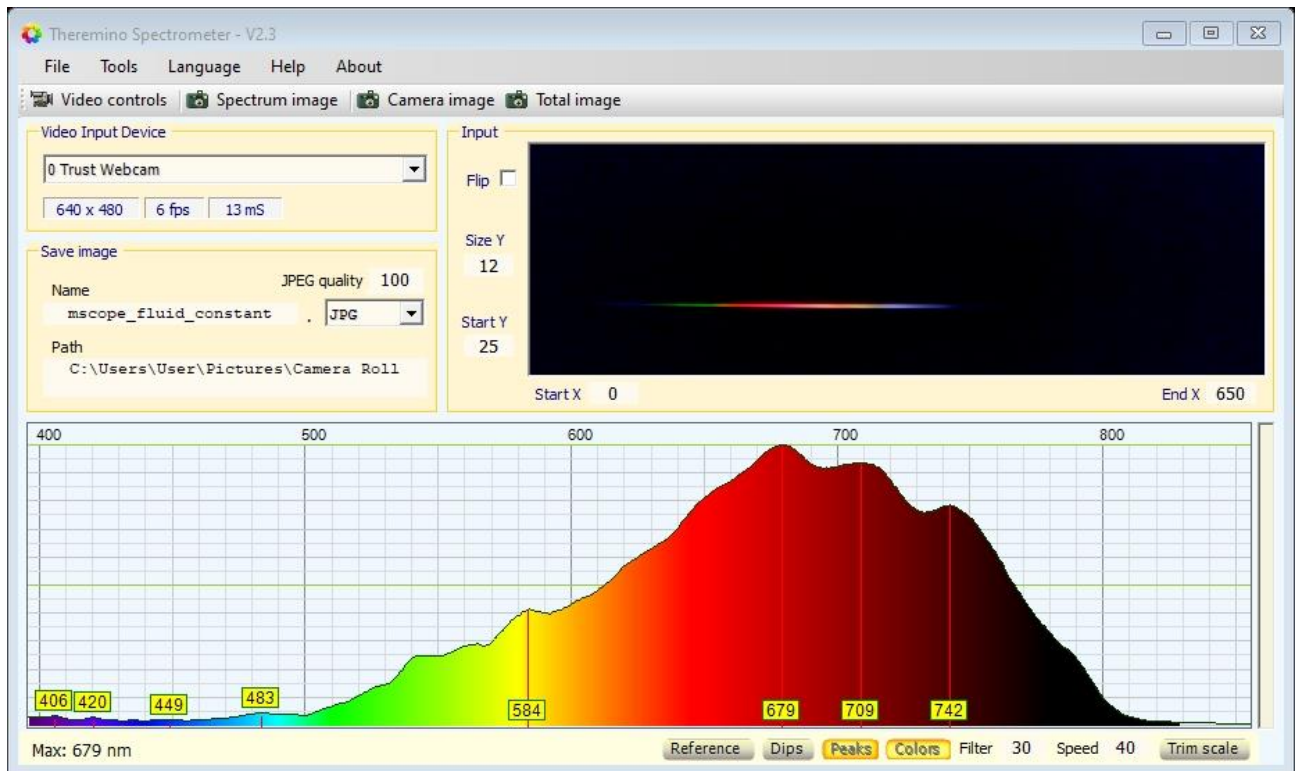 Theremino Spectrometer - V2.3
File Tools Language Help About
Video controls Spectrum image Camera image Total image
Video Input Device
0 Trust Webcam
640 x 480 6 fps 13 mS
Save image
Name
JPEG quality 100
mscope_fluid_constant . JPG
Path
C:\Users\User\Pictures\Camera Roll
Input
Flip
Size Y
12
Start Y
25
Start X 0
End X 650
400 500 600 700 800
406 420 449 483 584 679 709 742
Max: 679 nm
Reference Dips Peaks Colors Filter 30 Speed 40 Trim scale